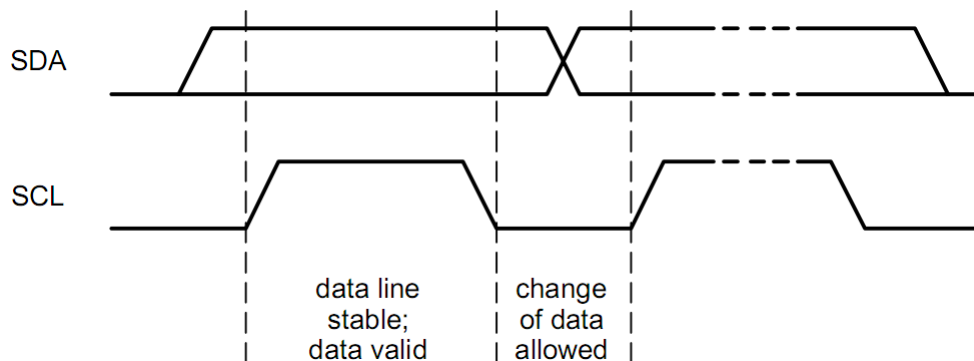 SDA
SCL
data line
stable;
data valid
change
of data
allowed